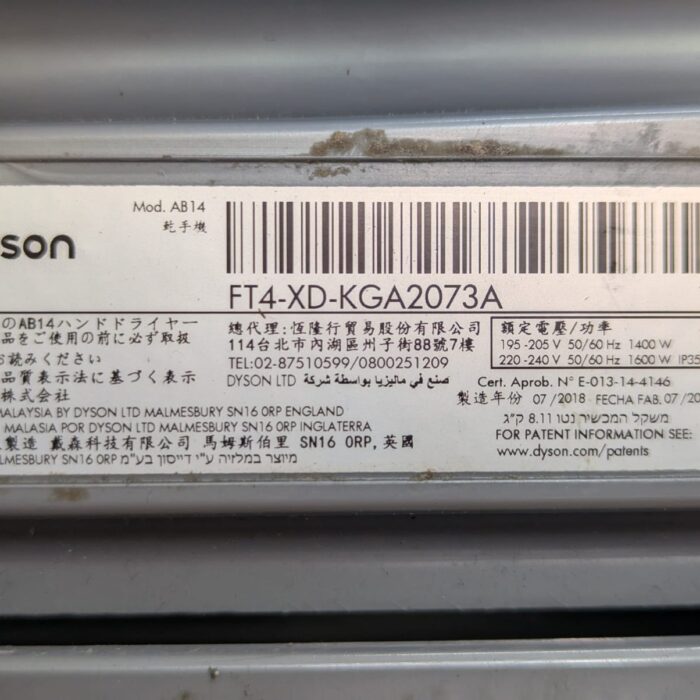 son
Mod. AB14
乾手機
FT4-XD-KGA2073A
のAB14ハンドドライヤー
品をご使用の前に必ず取扱
お読みください
品質表示法に基づく表示
株式会社
總代理:恆隆行貿易股份有限公司
114台北市內湖區州子街88號7樓
TEL:02-87510599/0800251209
DYSON LTD صنع في ماليزيا بواسطة شركة
額定電壓/功率
195-205V 50/60 Hz 1400 W
220-240V 50/60 Hz 1600 W IP35
Cert. Aprob. N° E-013-14-4146
製造年份 07/2018 FECHA FAB. 07/20
MALAYSIA BY DYSON LTD MALMESBURY SN16 0RP ENGLAND
MALASIA POR DYSON LTD MALMESBURY SN16 0RP INGLATERRA
製造 戴森科技有限公司 馬姆斯伯里 SN16 0RP,英國
LMESBURY SN16 0RP מיוצר במלזיה ע"י דייסון בע"מ
משקל המכשיר נטו 8.11 ק"ג
FOR PATENT INFORMATION SEE:
www.dyson.com/patents